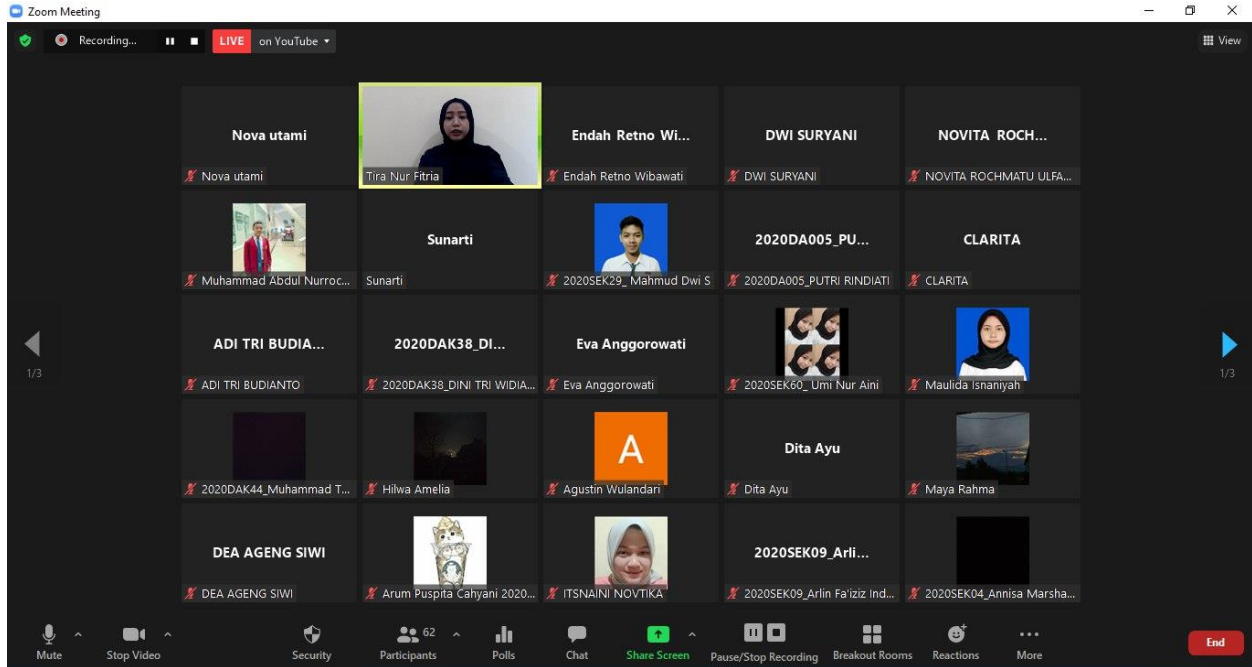 Zoom Meeting
Recording...
LIVE on YouTube
View
Nova utami
Nova utami
Tira Nur Fitria
Endah Retno Wi...
Endah Retno Wibawati
DWI SURYANI
DWI SURYANI
NOVITA ROCH...
NOVITA ROCHMATU ULFA...
Muhammad Abdul Nurroc...
Sunarti
Sunarti
2020SEK29_ Mahmud Dwi S
2020DA005_PU...
2020DA005_PUTRI RINDIATI
CLARITA
CLARITA
1/3
ADI TRI BUDIA...
ADI TRI BUDIANTO
2020DAK38_DI...
2020DAK38_DINI TRI WIDIA...
Eva Anggorowati
Eva Anggorowati
2020SEK60_ Umi Nur Aini
Maulida Isnaniyah
1/3
2020DAK44_Muhammad T...
Hilwa Amelia
A
Agustin Wulandari
Dita Ayu
Dita Ayu
Maya Rahma
DEA AGENG SIWI
DEA AGENG SIWI
Arum Puspita Cahyani 2020...
ITSNAINI NOVTIKA
2020SEK09_Arli...
2020SEK09_Arlin Fa'iziz Ind...
2020SEK04_Annisa Marsha...
Mute
Stop Video
Security
62
Participants
Polls
Chat
Share Screen
Pause/Stop Recording
Breakout Rooms
Reactions
More
End